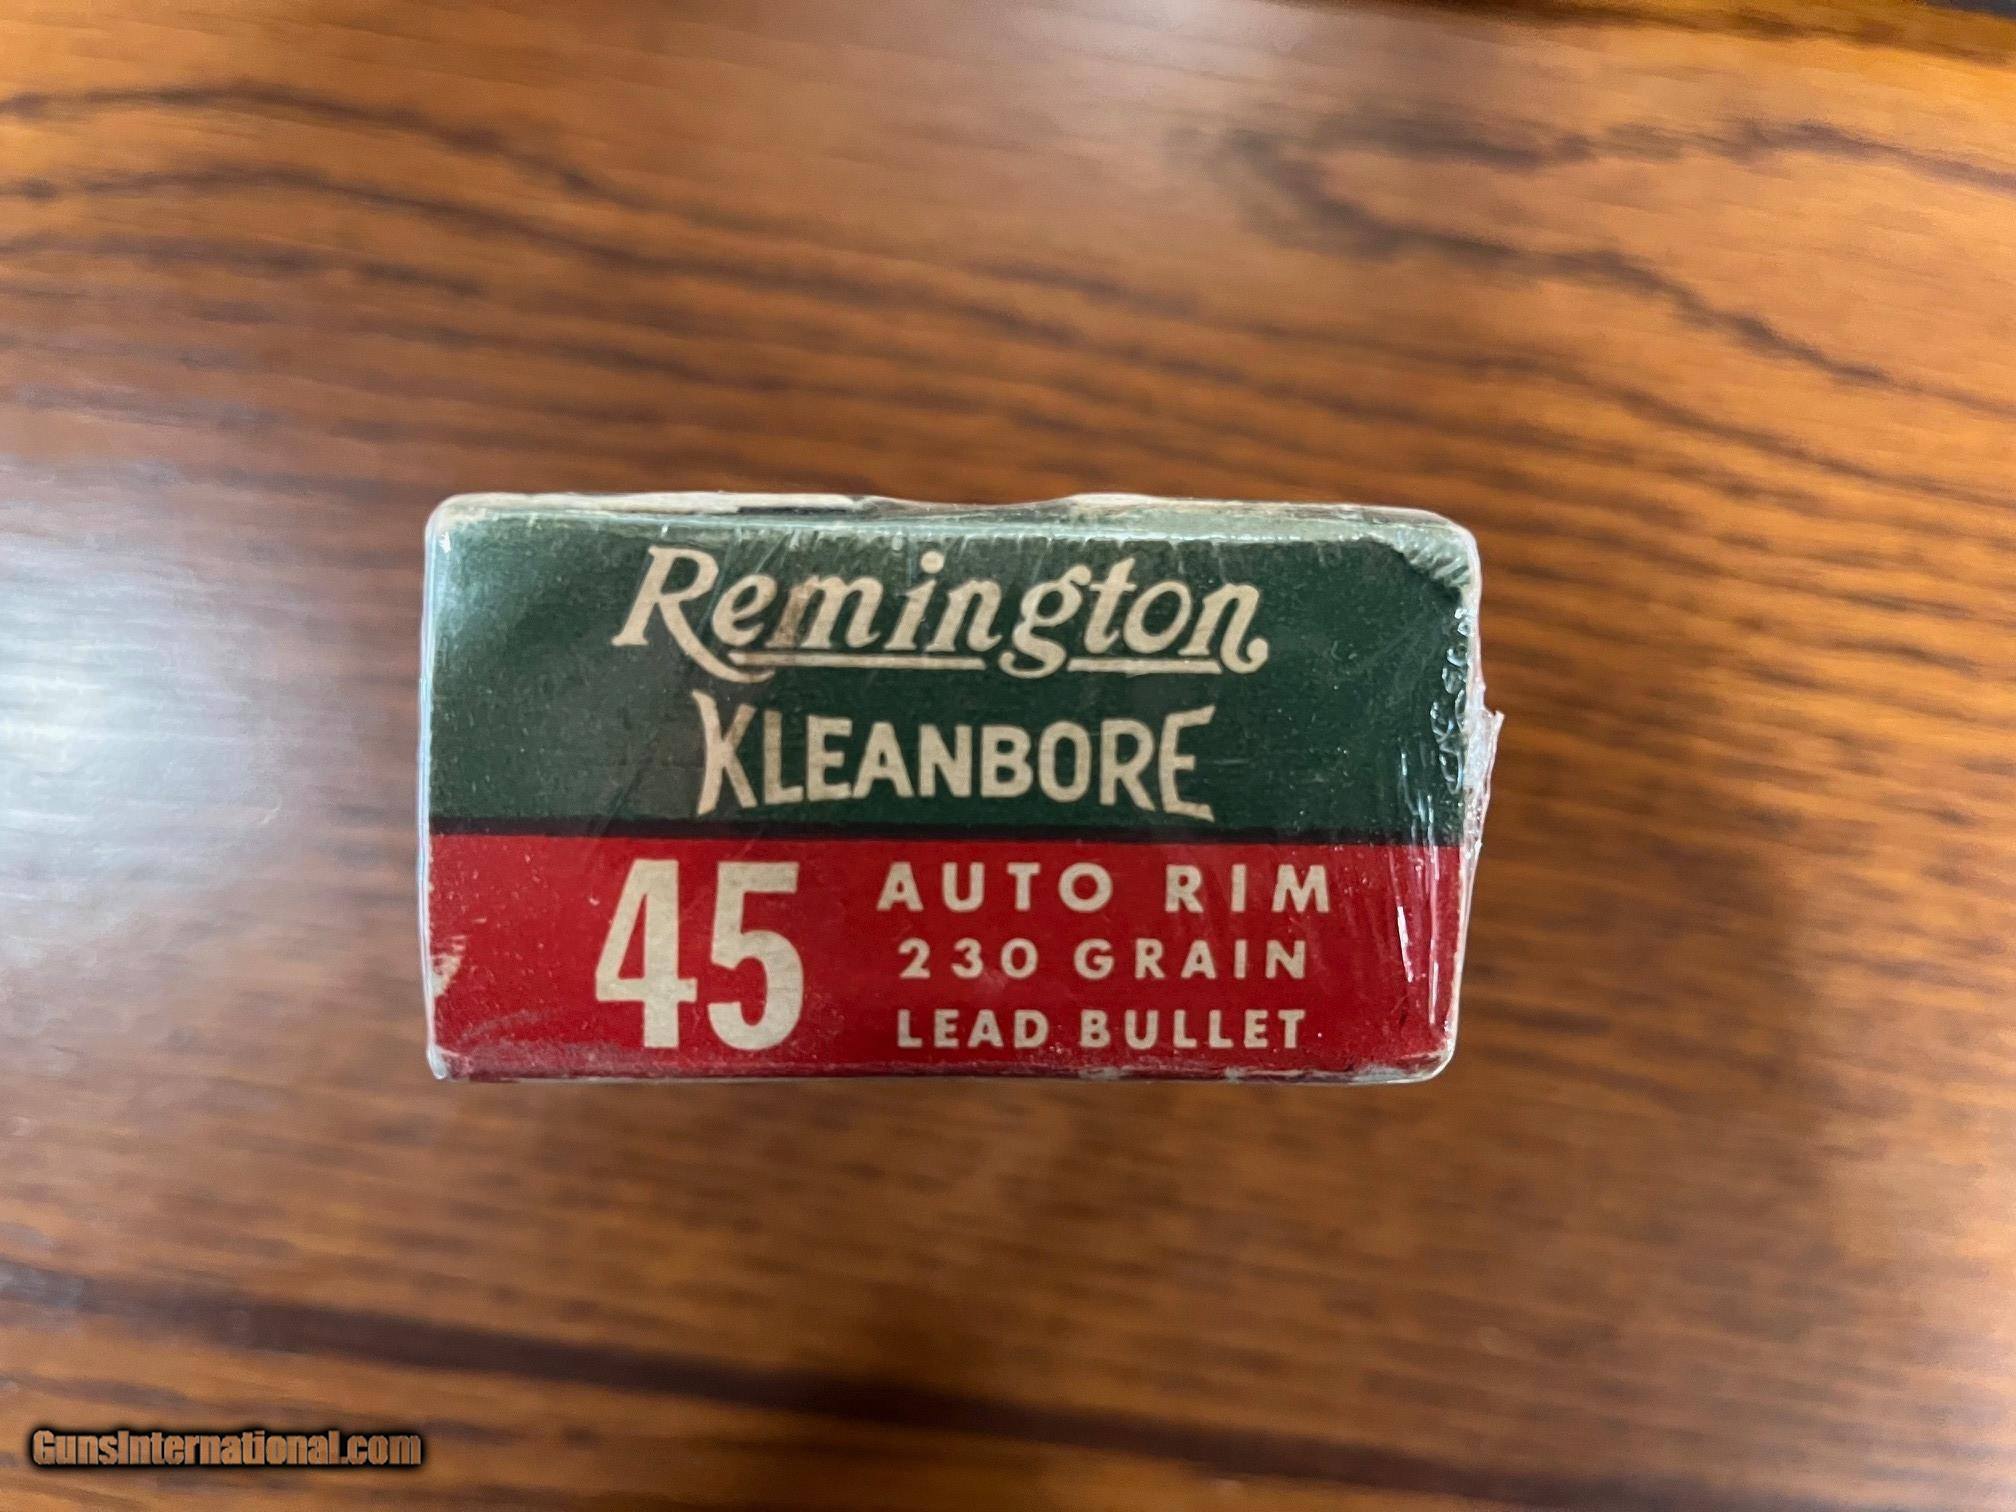 Remington
KLEANBORE
45 AUTO RIM
230 GRAIN
LEAD BULLET
GunsInternational.com